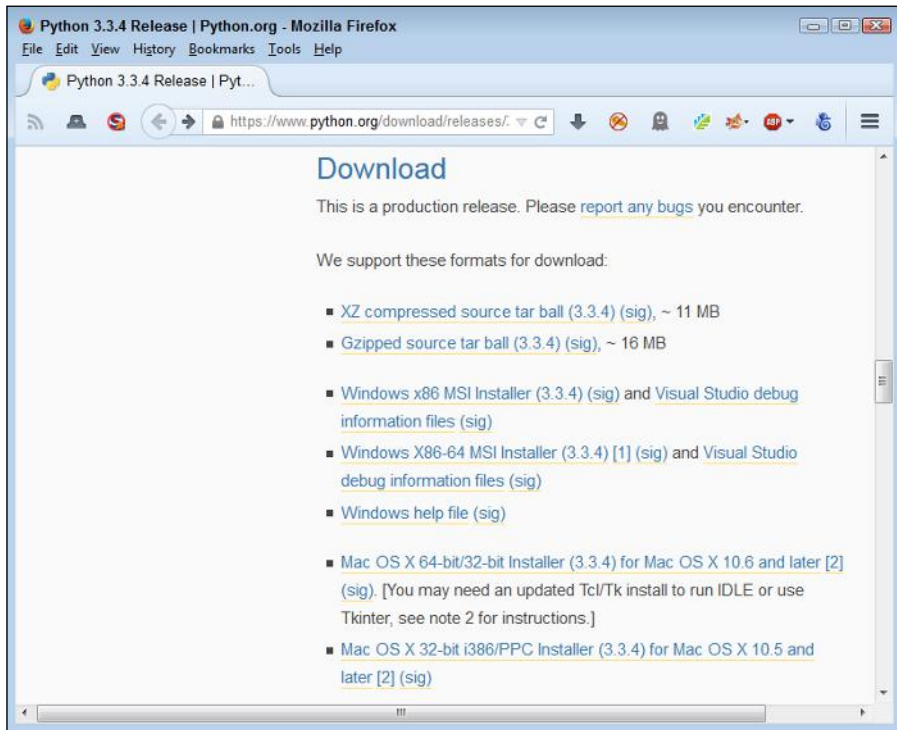 Python 3.3.4 Release | Python.org - Mozilla Firefox
File Edit View History Bookmarks Tools Help
Python 3.3.4 Release | Pyt...
https://www.python.org/download/releases/
ABP
Download
This is a production release. Please report any bugs you encounter.
We support these formats for download:
XZ compressed source tar ball (3.3.4) (sig), ~ 11 MB
Gzipped source tar ball (3.3.4) (sig), ~ 16 MB
Windows x86 MSI Installer (3.3.4) (sig) and Visual Studio debug
information files (sig)
Windows X86-64 MSI Installer (3.3.4) [1] (sig) and Visual Studio
debug information files (sig)
Windows help file (sig)
Mac OS X 64-bit/32-bit Installer (3.3.4) for Mac OS X 10.6 and later [2]
(sig). [You may need an updated Tcl/Tk install to run IDLE or use
Tkinter, see note 2 for instructions.]
Mac OS X 32-bit i386/PPC Installer (3.3.4) for Mac OS X 10.5 and
later [2] (sig)